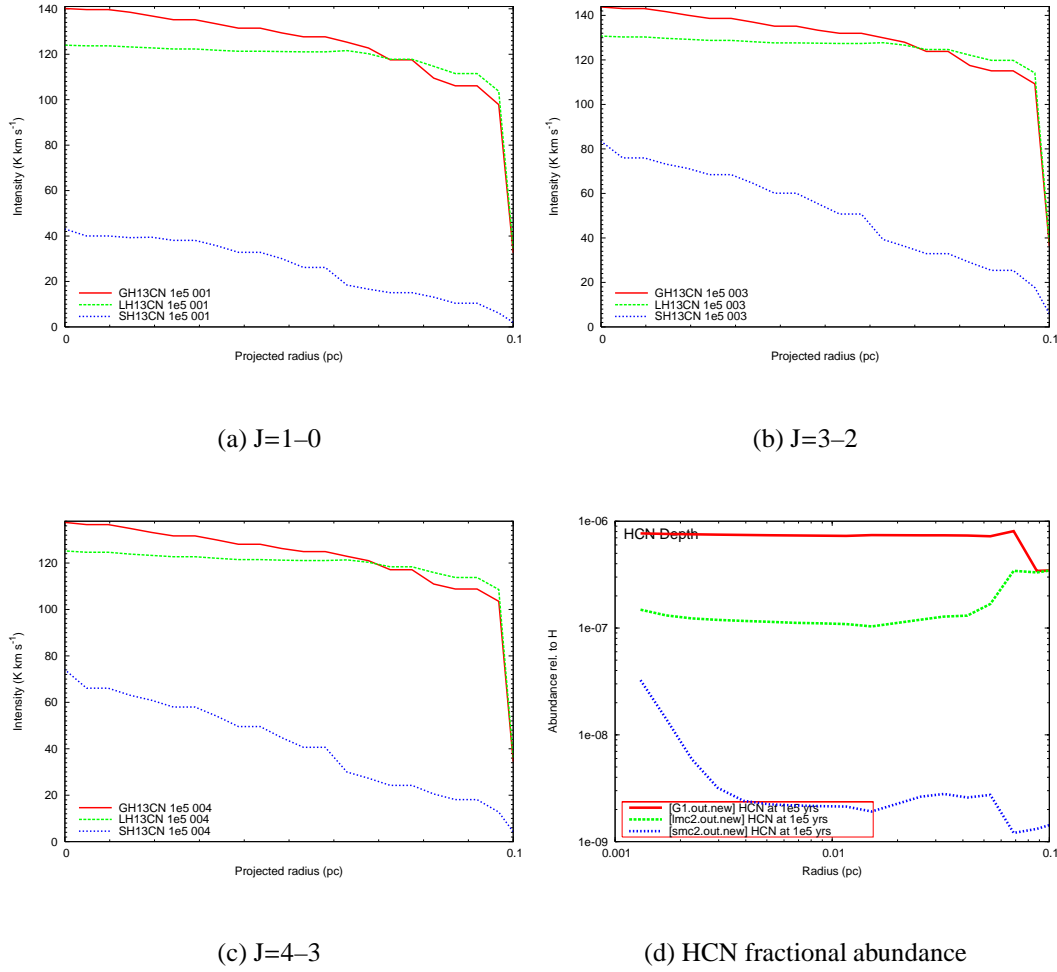 140
120
100
80
60
40
20
0
Intensity (K km s-1)
GH13CN 1e5 001
LH13CN 1e5 001
SH13CN 1e5 001
0 0.1
Projected radius (pc)
(a) J=1–0
140
120
100
80
60
40
20
0
Intensity (K km s-1)
GH13CN 1e5 003
LH13CN 1e5 003
SH13CN 1e5 003
0 0.1
Projected radius (pc)
(b) J=3–2
120
100
80
60
40
20
0
Intensity (K km s-1)
GH13CN 1e5 004
LH13CN 1e5 004
SH13CN 1e5 004
0 0.1
Projected radius (pc)
(c) J=4–3
1e-06
1e-07
1e-08
1e-09
Abundance rel. to H
HCN Depth
[G1.out.new] HCN at 1e5 yrs
[lmc2.out.new] HCN at 1e5 yrs
[smc2.out.new] HCN at 1e5 yrs
0.001 0.01 0.1
Radius (pc)
(d) HCN fractional abundance